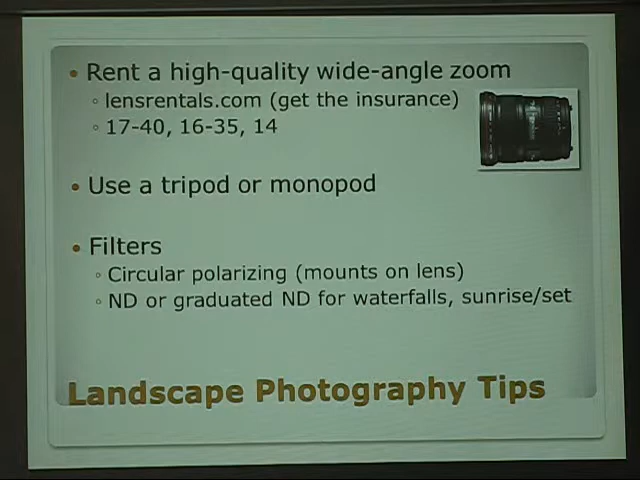 Rent a high-quality wide-angle zoom
lensrentals.com (get the insurance)
17-40, 16-35, 14
Use a tripod or monopod
Filters
Circular polarizing (mounts on lens)
ND or graduated ND for waterfalls, sunrise/set
Landscape Photography Tips